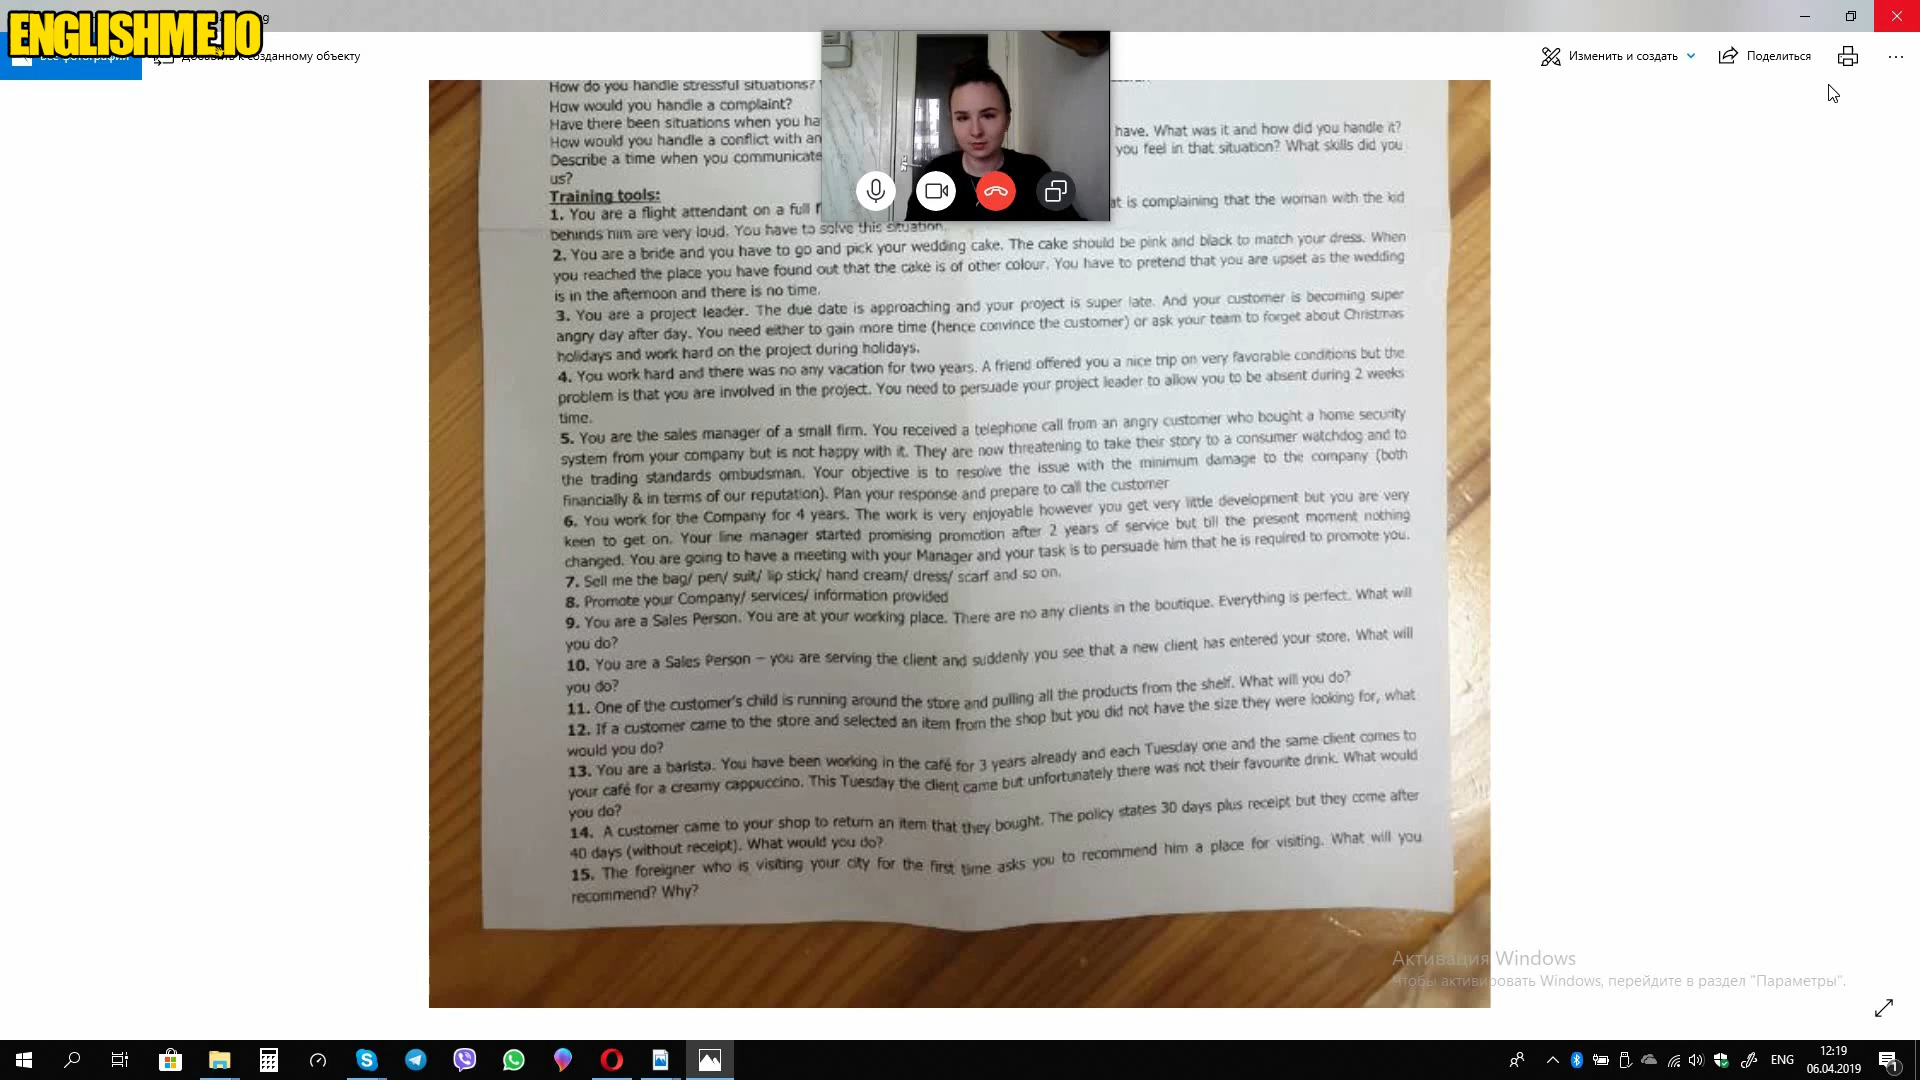 ENGLISHME.IO
Все фотографии
Добавить к созданному объекту
Изменить и создать
Поделиться
How do you handle stressful situations?
How would you handle a complaint?
Have there been situations when you ha have. What was it and how did you handle it?
How would you handle a conflict with an you feel in that situation? What skills did you
Describe a time when you communicate
us?
Training tools:
1. You are a flight attendant on a full f at is complaining that the woman with the kid
behinds him are very loud. You have to solve this situation.
2. You are a bride and you have to go and pick your wedding cake. The cake should be pink and black to match your dress. When
you reached the place you have found out that the cake is of other colour. You have to pretend that you are upset as the wedding
is in the afternoon and there is no time.
3. You are a project leader. The due date is approaching and your project is super late. And your customer is becoming super
angry day after day. You need either to gain more time (hence convince the customer) or ask your team to forget about Christmas
holidays and work hard on the project during holidays.
4. You work hard and there was no any vacation for two years. A friend offered you a nice trip on very favorable conditions but the
problem is that you are involved in the project. You need to persuade your project leader to allow you to be absent during 2 weeks
time.
5. You are the sales manager of a small firm. You received a telephone call from an angry customer who bought a home security
system from your company but is not happy with it. They are now threatening to take their story to a consumer watchdog and to
the trading standards ombudsman. Your objective is to resolve the issue with the minimum damage to the company (both
financially & in terms of our reputation). Plan your response and prepare to call the customer
6. You work for the Company for 4 years. The work is very enjoyable however you get very little development but you are very
keen to get on. Your line manager started promising promotion after 2 years of service but till the present moment nothing
changed. You are going to have a meeting with your Manager and your task is to persuade him that he is required to promote you.
7. Sell me the bag/ pen/ suit/ lip stick/ hand cream/ dress/ scarf and so on.
8. Promote your Company/ services/ information provided
9. You are a Sales Person. You are at your working place. There are no any clients in the boutique. Everything is perfect. What will
you do?
10. You are a Sales Person – you are serving the client and suddenly you see that a new client has entered your store. What will
you do?
11. One of the customer's child is running around the store and pulling all the products from the shelf. What will you do?
12. If a customer came to the store and selected an item from the shop but you did not have the size they were looking for, what
would you do?
13. You are a barista. You have been working in the café for 3 years already and each Tuesday one and the same client comes to
your café for a creamy cappuccino. This Tuesday the client came but unfortunately there was not their favourite drink. What would
you do?
14. A customer came to your shop to return an item that they bought. The policy states 30 days plus receipt but they come after
40 days (without receipt). What would you do?
15. The foreigner who is visiting your city for the first time asks you to recommend him a place for visiting. What will you
recommend? Why?
Активация Windows
Чтобы активировать Windows, перейдите в раздел "Параметры".
ENG
12:19
06.04.2019
1